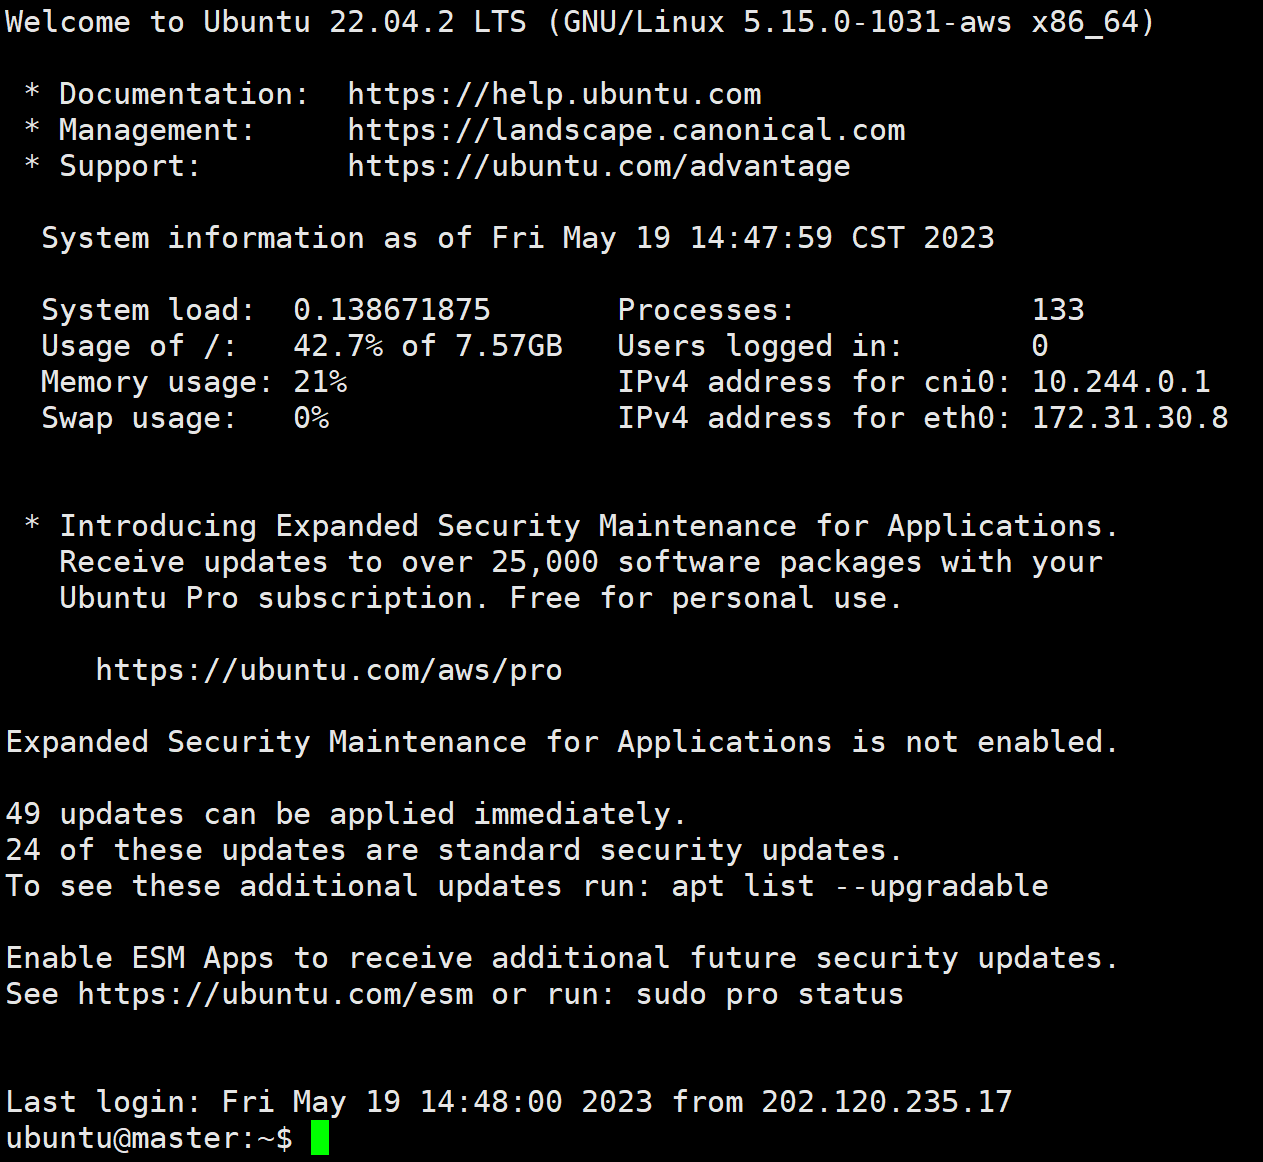 Welcome to Ubuntu 22.04.2 LTS (GNU/Linux 5.15.0-1031-aws x86_64)
* Documentation:  https://help.ubuntu.com
* Management:     https://landscape.canonical.com
* Support:        https://ubuntu.com/advantage
System information as of Fri May 19 14:47:59 CST 2023
System load:  0.138671875       Processes:             133
Usage of /:   42.7% of 7.57GB   Users logged in:       0
Memory usage: 21%               IPv4 address for cni0: 10.244.0.1
Swap usage:   0%                IPv4 address for eth0: 172.31.30.8
* Introducing Expanded Security Maintenance for Applications.
Receive updates to over 25,000 software packages with your
Ubuntu Pro subscription. Free for personal use.
https://ubuntu.com/aws/pro
Expanded Security Maintenance for Applications is not enabled.
49 updates can be applied immediately.
24 of these updates are standard security updates.
To see these additional updates run: apt list --upgradable
Enable ESM Apps to receive additional future security updates.
See https://ubuntu.com/esm or run: sudo pro status
Last login: Fri May 19 14:48:00 2023 from 202.120.235.17
ubuntu@master:~$